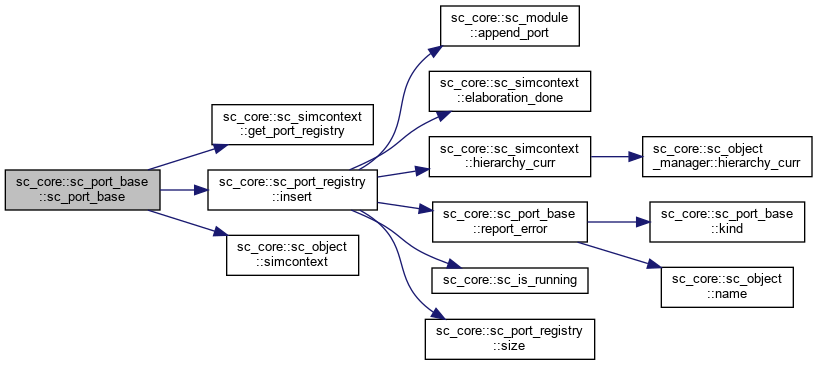 sc_core::sc_module
::append_port
sc_core::sc_simcontext
::elaboration_done
sc_core::sc_simcontext
::get_port_registry
sc_core::sc_simcontext
::hierarchy_curr
sc_core::sc_object
_manager::hierarchy_curr
sc_core::sc_port_base
::sc_port_base
sc_core::sc_port_registry
::insert
sc_core::sc_port_base
::report_error
sc_core::sc_port_base
::kind
sc_core::sc_object
::simcontext
sc_core::sc_is_running
sc_core::sc_object
::name
sc_core::sc_port_registry
::size